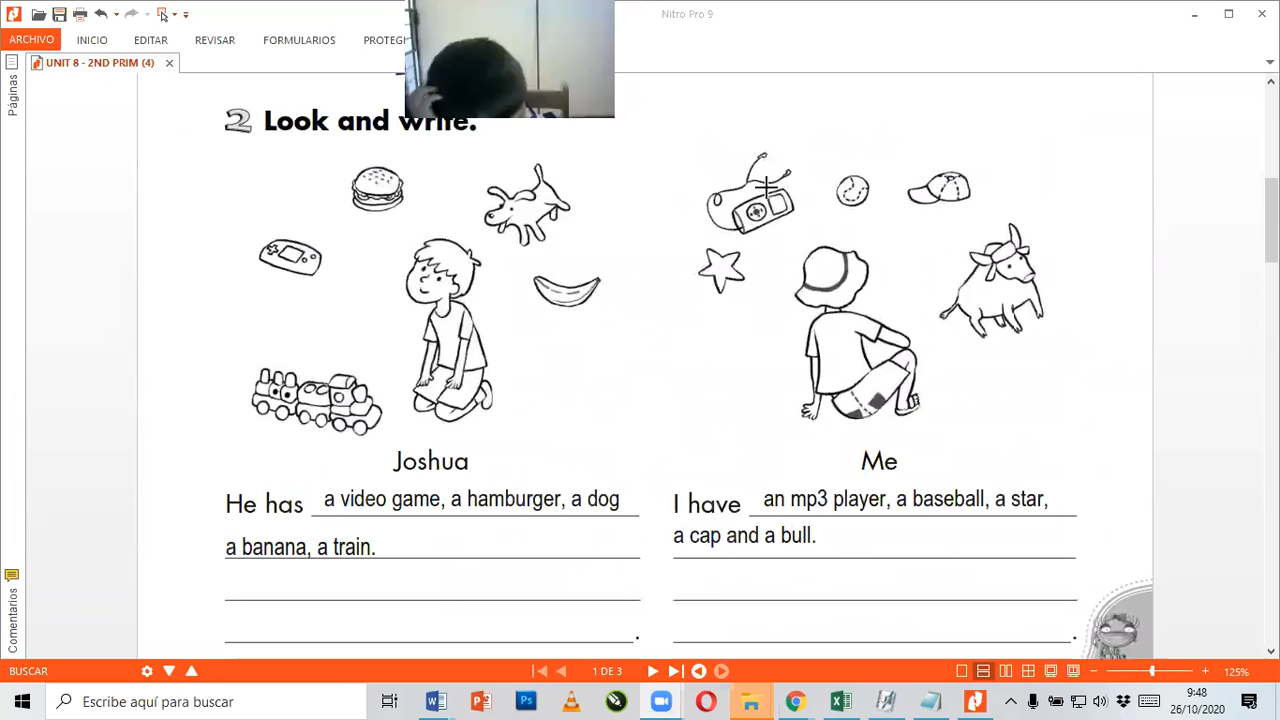 Nitro Pro 9
ARCHIVO INICIO EDITAR REVISAR FORMULARIOS
UNIT 8 - 2ND PRIM (4)
Páginas
2 Look and write.
Joshua
He has a video game, a hamburger, a dog
a banana, a train.
.
Me
I have an mp3 player, a baseball, a star,
a cap and a bull.
.
Comentarios
BUSCAR 1 DE 3 125%
Escribe aquí para buscar
9:48
26/10/2020